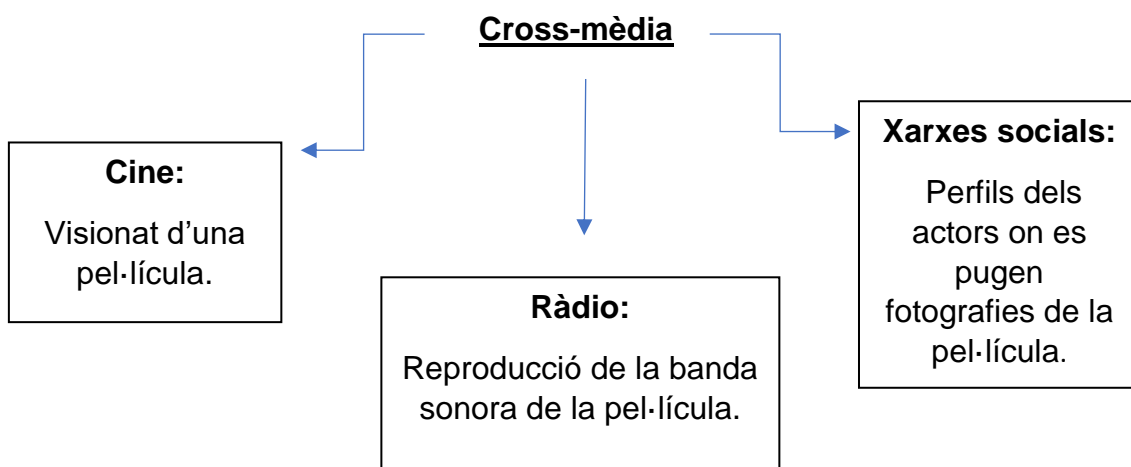 Cross-mèdia
Cine:
Visionat d’una
pel·lícula.
Ràdio:
Reproducció de la banda
sonora de la pel·lícula.
Xarxes socials:
Perfils dels
actors on es
pugen
fotografies de la
pel·lícula.